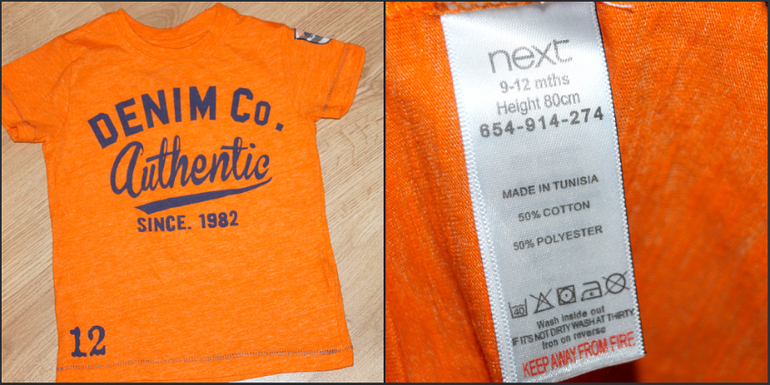 DENIM Co.
Authentic
SINCE. 1982
12
next
9-12 mths
Height 80cm
654-914-274
MADE IN TUNISIA
50% COTTON
50% POLYESTER
40
Wash inside out
IF IT'S NOT DIRTY WASH AT THIRTY
Iron on reverse
KEEP AWAY FROM FIRE